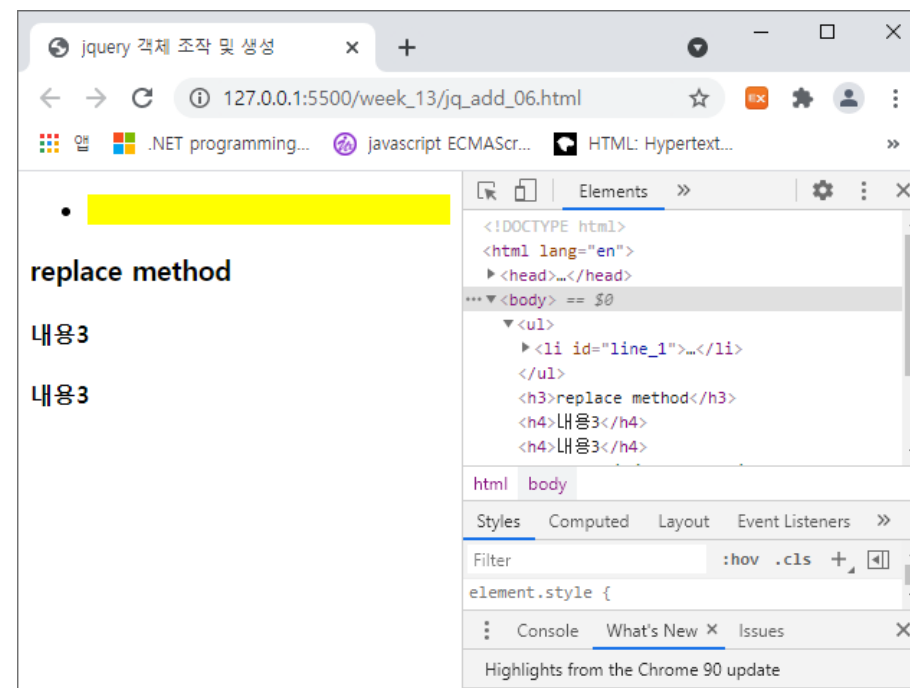 jquery 객체 조작 및 생성
127.0.0.1:5500/week_13/jq_add_06.html
EX
앱 .NET programming... javascript ECMAScr... HTML: Hypertext... »
replace method
내용3
내용3
Elements »
<!DOCTYPE html>
<html lang="en">
▶<head>…</head>
•••▼<body> == $0
▼<ul>
▶<li id="line_1">…</li>
</ul>
<h3>replace method</h3>
<h4>내용3</h4>
<h4>내용3</h4>
html body
Styles Computed Layout Event Listeners »
Filter :hov .cls +
element.style {
Console What's New × Issues
Highlights from the Chrome 90 update